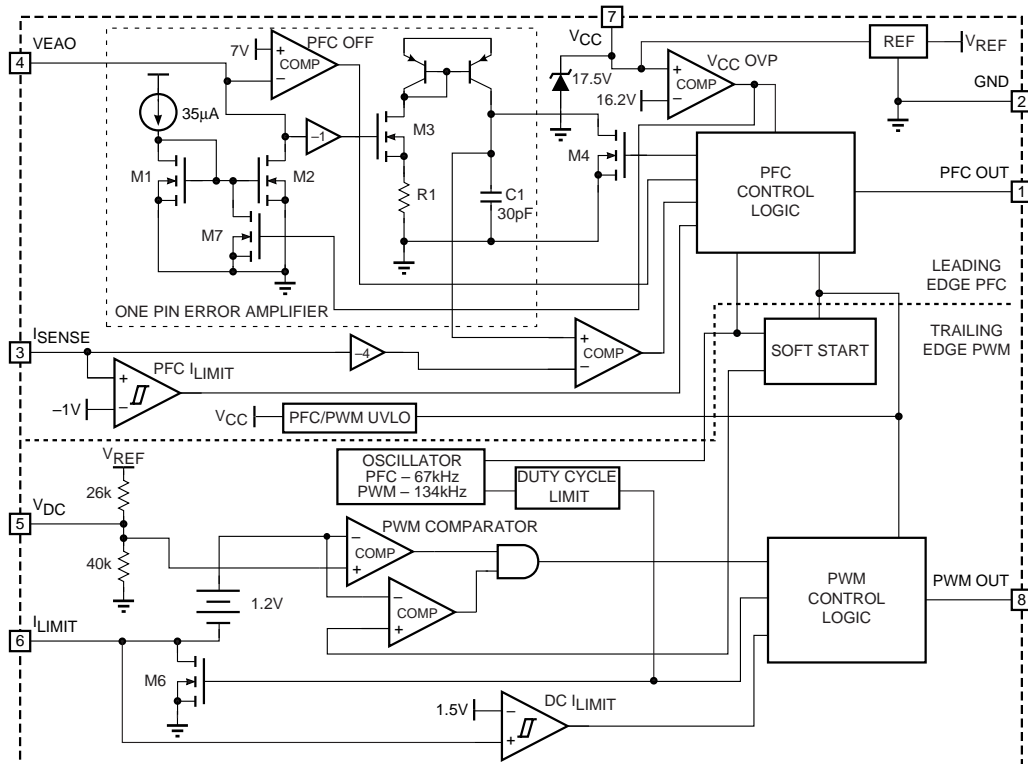 VEAO
4
7V
+
–
COMP
PFC OFF
7
VCC
17.5V
16.2V
VCC OVP
+
–
COMP
REF
VREF
GND
2
35µA
–1
M3
M4
M1
M2
M7
R1
C1
30pF
PFC
CONTROL
LOGIC
PFC OUT
1
ONE PIN ERROR AMPLIFIER
LEADING
EDGE PFC
TRAILING
EDGE PWM
ISENSE
3
–4
+
–
COMP
SOFT START
PFC ILIMIT
+
–
–1V
VCC
PFC/PWM UVLO
VREF
26k
OSCILLATOR
PFC – 67kHz
PWM – 134kHz
DUTY CYCLE
LIMIT
VDC
5
40k
PWM COMPARATOR
–
+
COMP
–
+
COMP
1.2V
PWM
CONTROL
LOGIC
PWM OUT
8
ILIMIT
6
M6
1.5V
–
+
DC ILIMIT